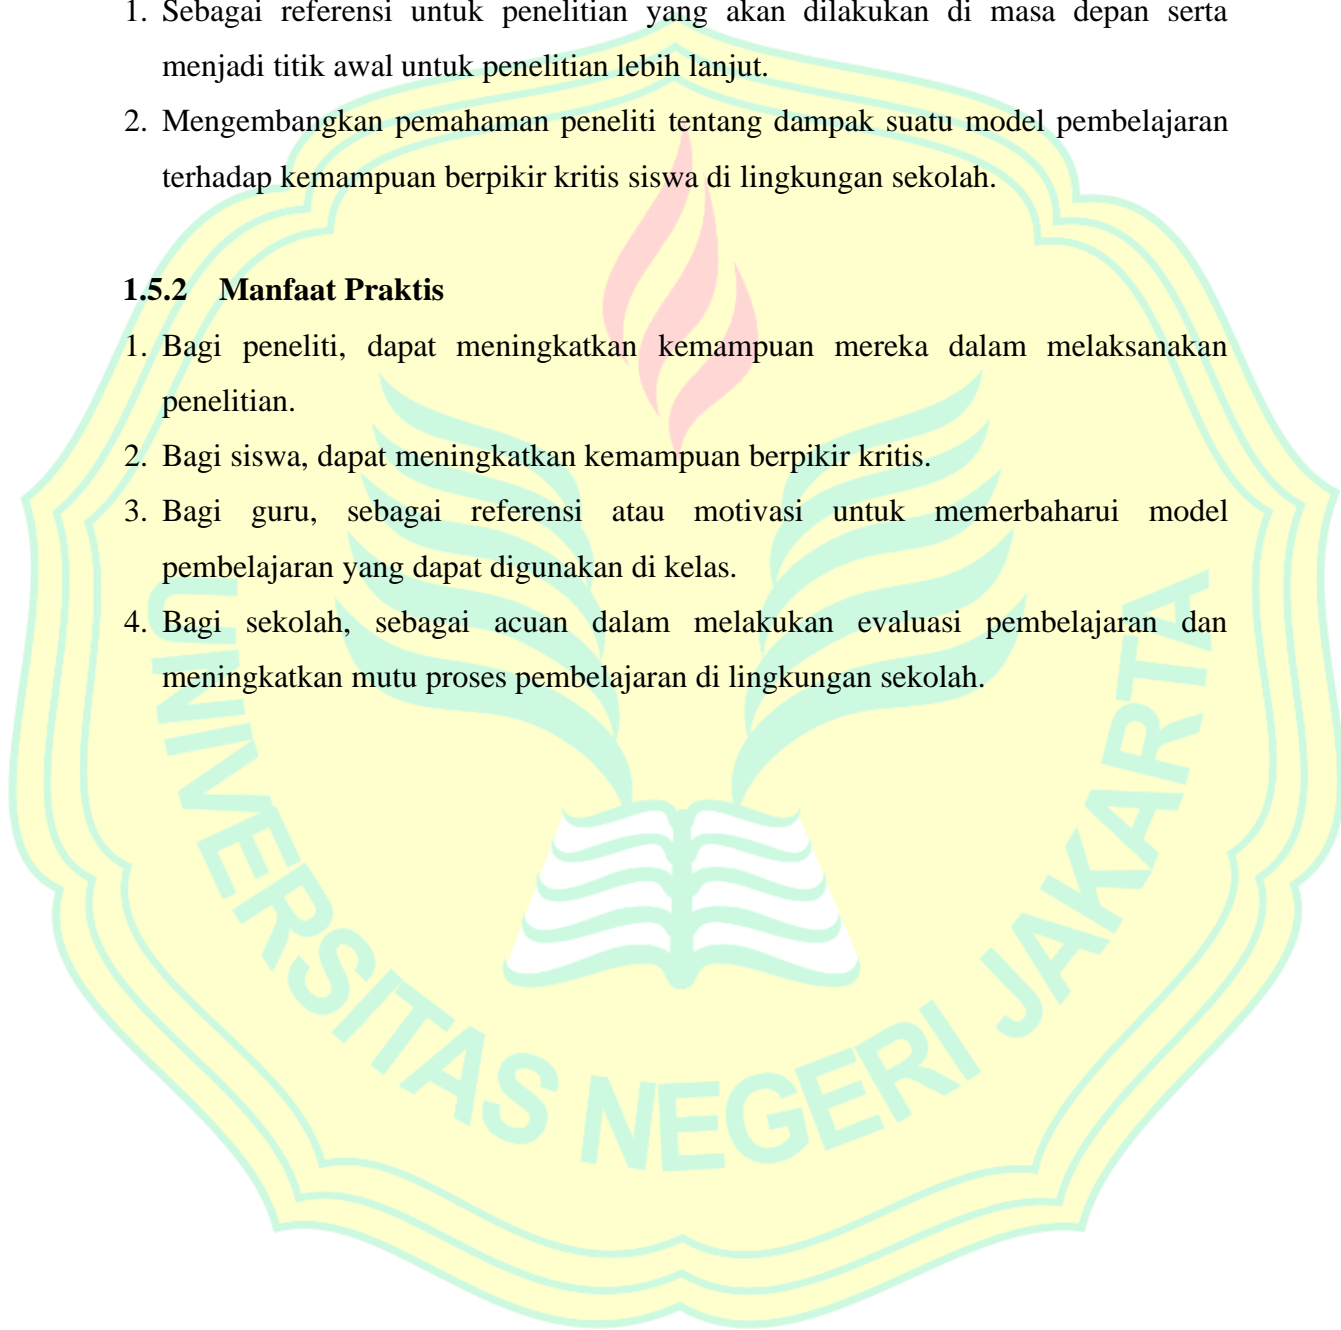 1. Sebagai referensi untuk penelitian yang akan dilakukan di masa depan serta
menjadi titik awal untuk penelitian lebih lanjut.
2. Mengembangkan pemahaman peneliti tentang dampak suatu model pembelajaran
terhadap kemampuan berpikir kritis siswa di lingkungan sekolah.
1.5.2 Manfaat Praktis
1. Bagi peneliti, dapat meningkatkan kemampuan mereka dalam melaksanakan
penelitian.
2. Bagi siswa, dapat meningkatkan kemampuan berpikir kritis.
3. Bagi guru, sebagai referensi atau motivasi untuk memerbaharui model
pembelajaran yang dapat digunakan di kelas.
4. Bagi sekolah, sebagai acuan dalam melakukan evaluasi pembelajaran dan
meningkatkan mutu proses pembelajaran di lingkungan sekolah.
UNIVERSITAS NEGERI JAKARTA